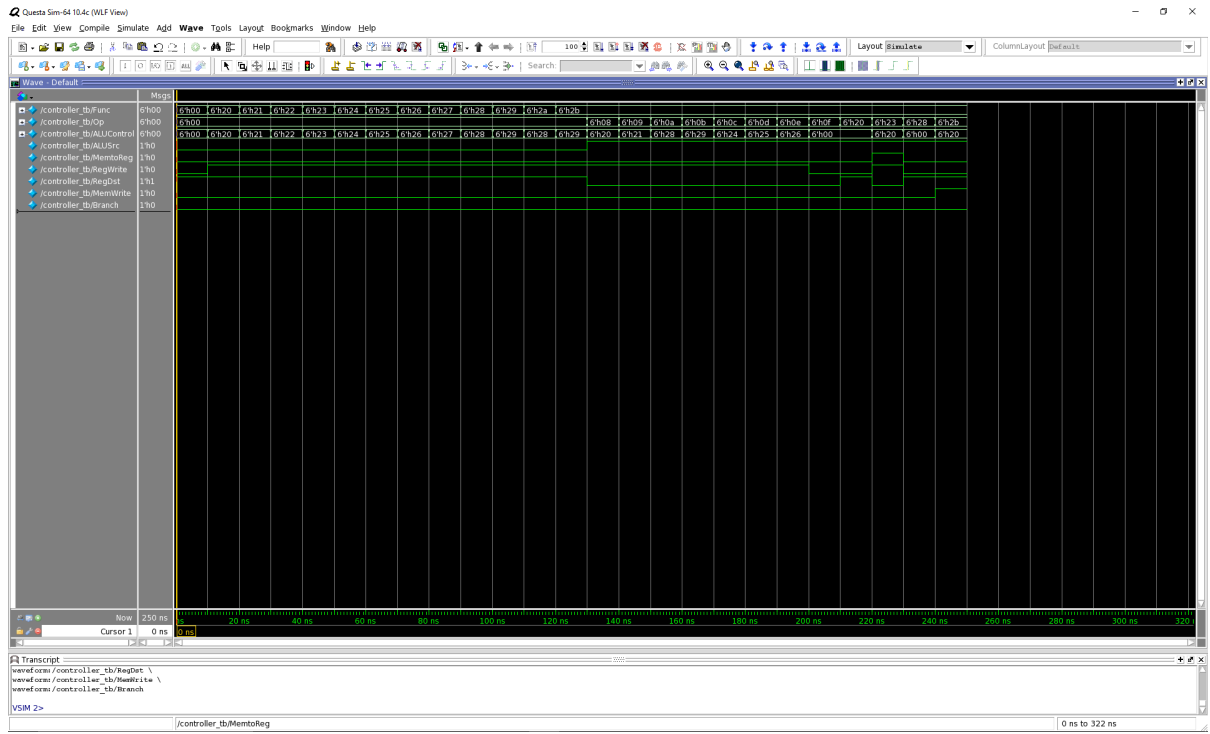 Questa Sim-64 10.4c (WLF View)
File Edit View Compile Simulate Add Wave Tools Layout Bookmarks Window Help
Help 100 Layout Simulate ColumnLayout Default
Search:
Wave - Default
Msgs
/controller_tb/Func 6'h00 6'h00 6'h20 6'h21 6'h22 6'h23 6'h24 6'h25 6'h26 6'h27 6'h28 6'h29 6'h2a 6'h2b
/controller_tb/Op 6'h00 6'h00 6'h08 6'h09 6'h0a 6'h0b 6'h0c 6'h0d 6'h0e 6'h0f 6'h20 6'h23 6'h28 6'h2b
/controller_tb/ALUControl 6'h00 6'h00 6'h20 6'h21 6'h22 6'h23 6'h24 6'h25 6'h26 6'h27 6'h28 6'h29 6'h28 6'h29 6'h20 6'h21 6'h28 6'h29 6'h24 6'h25 6'h26 6'h00 6'h20 6'h00 6'h20
/controller_tb/ALUSrc 1'h0
/controller_tb/MemtoReg 1'h0
/controller_tb/RegWrite 1'h0
/controller_tb/RegDst 1'h1
/controller_tb/MemWrite 1'h0
/controller_tb/Branch 1'h0
Now 250 ns 20 ns 40 ns 60 ns 80 ns 100 ns 120 ns 140 ns 160 ns 180 ns 200 ns 220 ns 240 ns 260 ns 280 ns 300 ns 320
Cursor 1 0 ns 0 ns
Transcript
waveform:/controller_tb/RegDst \
waveform:/controller_tb/MemWrite \
waveform:/controller_tb/Branch
VSIM 2>
/controller_tb/MemtoReg 0 ns to 322 ns